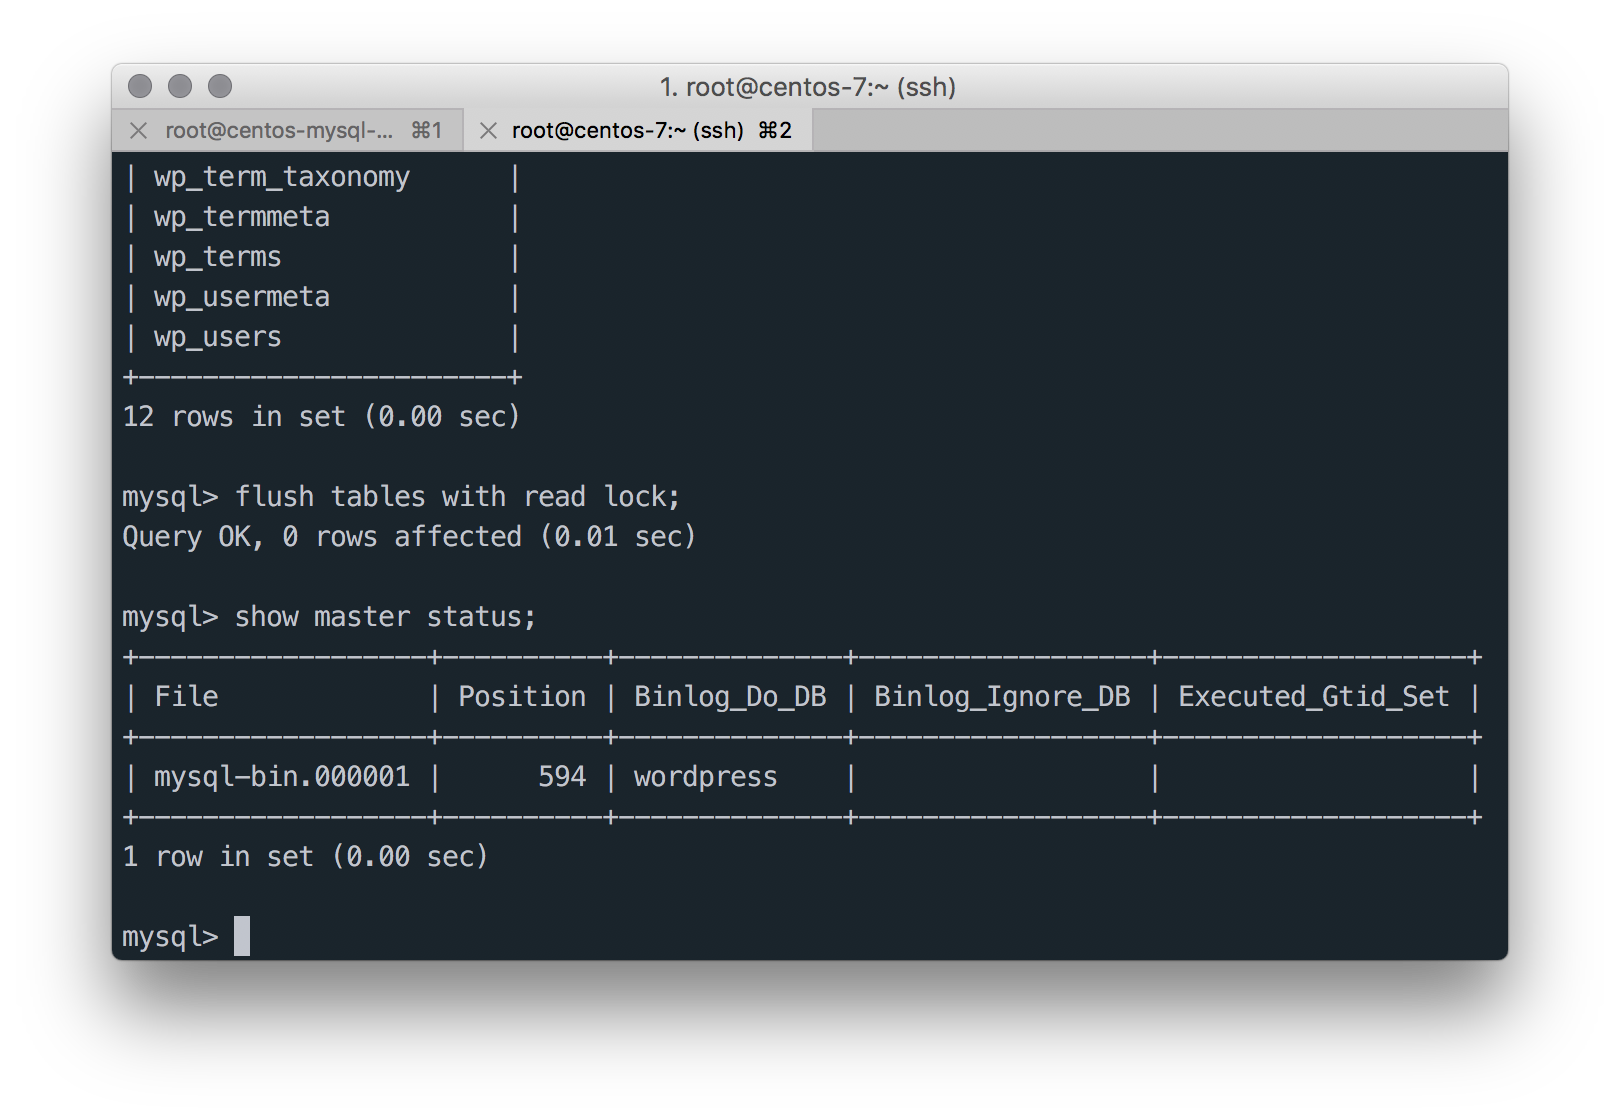 1. root@centos-7:~ (ssh)
root@centos-mysql-... ⌘1 root@centos-7:~ (ssh) ⌘2
| wp_term_taxonomy      |
| wp_termmeta           |
| wp_terms              |
| wp_usermeta           |
| wp_users              |
+-----------------------+
12 rows in set (0.00 sec)
mysql> flush tables with read lock;
Query OK, 0 rows affected (0.01 sec)
mysql> show master status;
+------------------+----------+--------------+------------------+-------------------+
| File             | Position | Binlog_Do_DB | Binlog_Ignore_DB | Executed_Gtid_Set |
+------------------+----------+--------------+------------------+-------------------+
| mysql-bin.000001 |      594 | wordpress    |                  |                   |
+------------------+----------+--------------+------------------+-------------------+
1 row in set (0.00 sec)
mysql>